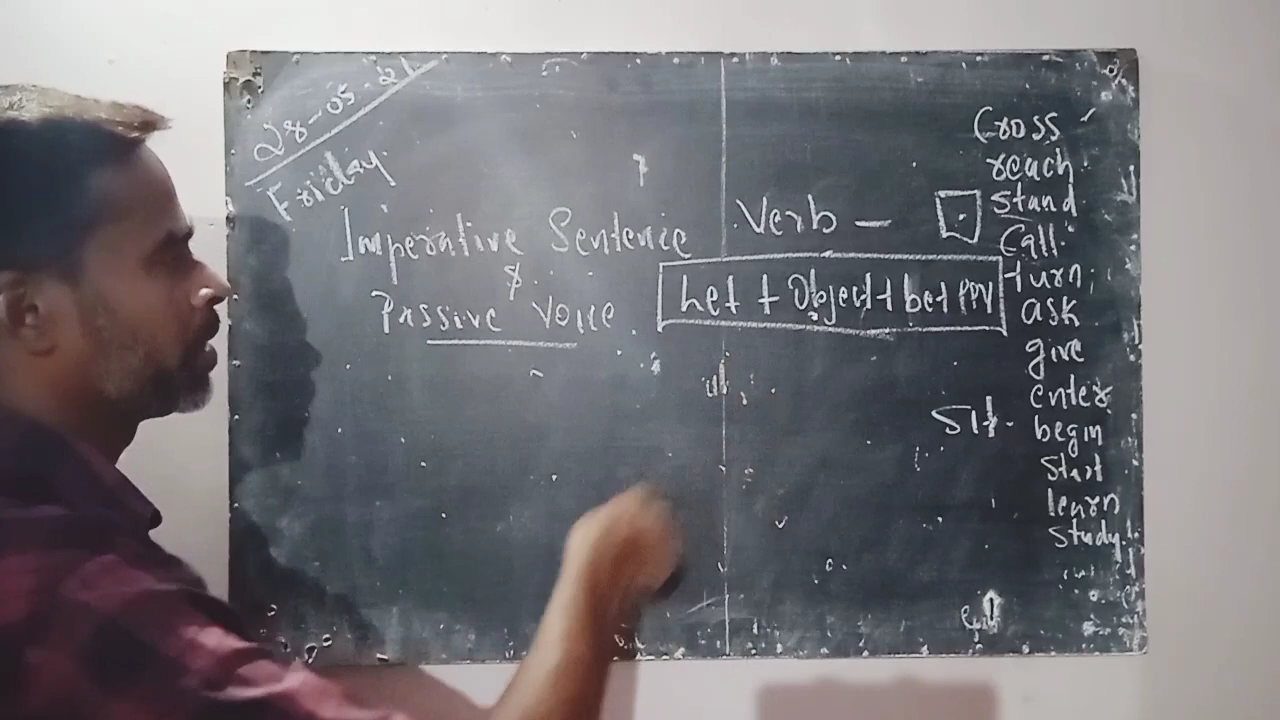 28-05-21
Friday
Imperative Sentence
&
Passive Voice.
Verb –
Let + Object + be + PPV
Sit -
Cross
reach
Stand
Call
turn,
ask
give
enter
begin
Start
learn
Study